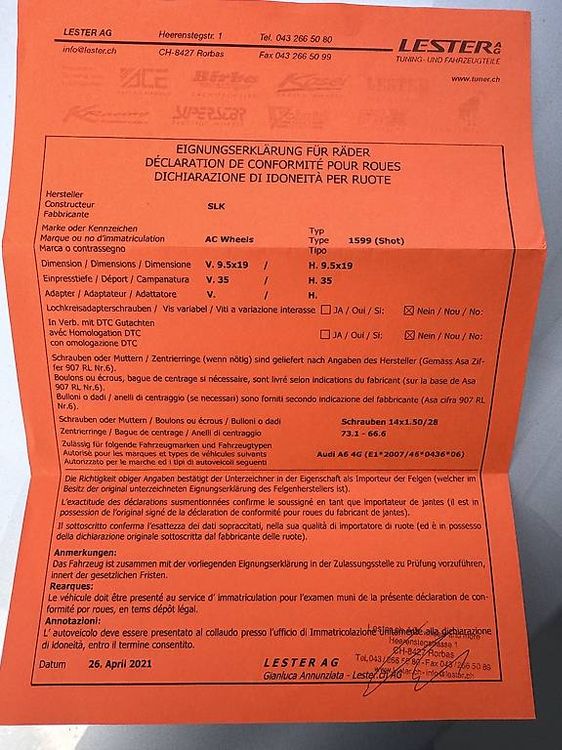 LESTER AG Heerenstegstr. 1 Tel. 043 266 50 80
info@lester.ch CH-8427 Rorbas Fax 043 266 50 99
LESTER AG
TUNING- UND FAHRZEUGTEILE
www.tuner.ch
EIGNUNGSERKLÄRUNG FÜR RÄDER
DÉCLARATION DE CONFORMITÉ POUR ROUES
DICHIARAZIONE DI IDONEITÀ PER RUOTE
Hersteller
Constructeur SLK
Fabbricante
Marke oder Kennzeichen Typ
Marque ou no d'immatriculation AC Wheels Type 1599 (Shot)
Marca o contrassegno Tipo
Dimension / Dimensions / Dimensione V. 9.5x19 / H. 9.5x19
Einpresstiefe / Déport / Campanatura V. 35 / H. 35
Adapter / Adaptateur / Adattatore V. / H.
Lochkreisadapterschrauben / Vis variabel / Viti a variazione interasse JA / Oui / Si: Nein / Nou / No:
In Verb. mit DTC Gutachten
avéc Homologation DTC JA / Oui / Si: Nein / Nou / No:
con omologazione DTC
Schrauben oder Muttern / Zentrierringe (wenn nötig) sind geliefert nach Angaben des Hersteller (Gemäss Asa Zif-
fer 907 RL Nr.6).
Boulons ou écrous, bague de centrage si nécessaire, sont livré selon indications du fabricant (sur la base de Asa
907 RL Nr.6).
Bulloni o dadi / anelli di centraggio (se necessari) sono forniti secondo indicazione del fabbricante (Asa cifra 907 RL
Nr.6).
Schrauben oder Muttern / Boulons ou écrous / Bulloni o dadi Schrauben 14x1.50/28
Zentrierringe / Bague de centrage / Anelli di centraggio 73.1 - 66.6
Zulässig für folgende Fahrzeugmarken und Fahrzeugtypen
Autorisé pour les marques et types de véhicules suivants Audi A6 4G (E1*2007/46*0436*06)
Autorizzato per le marche ed i tipi di autoveicoli seguenti
Die Richtigkeit obiger Angaben bestätigt der Unterzeichner in der Eigenschaft als Importeur der Felgen (welcher im
Besitz der original unterzeichneten Eignungserklärung des Felgenherstellers ist).
L'exactitude des déclarations susmentionnées confirme le soussigné en tant que importateur de jantes (il est in
possession de l'original signé de la déclaration de conformité pour roues du fabricant de jantes).
Il sottoscritto conferma l'esattezza dei dati sopraccitati, nella sua qualità di importatore di ruote (ed è in possesso
della dichiarazione originale sottoscritta dal fabbricante delle ruote).
Anmerkungen:
Das Fahrzeug ist zusammen mit der vorliegenden Eignungserklärung in der Zulassungsstelle zu Prüfung vorzuführen,
innert der gesetzlichen Fristen.
Rearques:
Le véhicule doit être presenté au service d' immatriculation pour l'examen muni de la présente déclaration de con-
formité por roues, en tems dépôt légal.
Annotazioni:
L' autoveicolo deve essere presentato al collaudo presso l'ufficio di Immatricolazione unitamente alla dichiarazione
di idoneità, entro il termine consentito.
Datum 26. April 2021 LESTER AG
Gianluca Annunziata - Lester AG
Heerenstegstrasse 1
CH-8427 Rorbas
Tel.043/266 50 80 - Fax 043/266 50 99